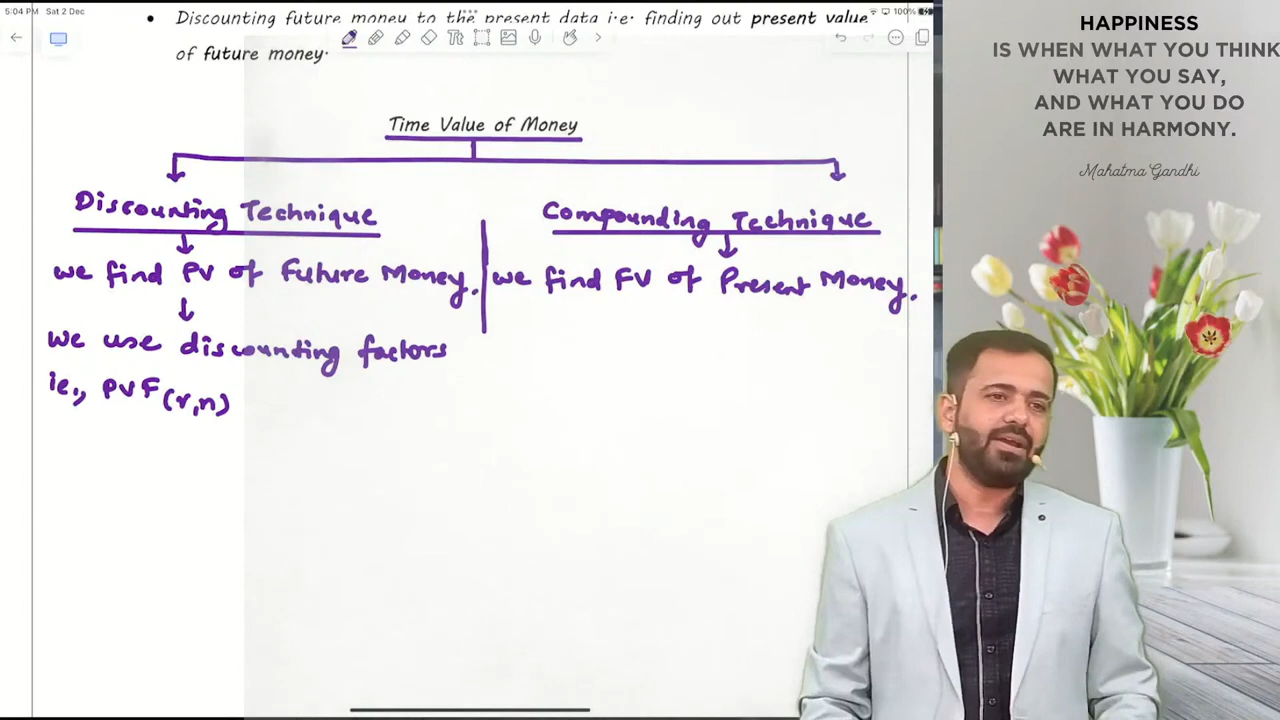 5:04 PM Sat 2 Dec
100%
• Discounting future money to the present data i.e. finding out present value
of future money.
Time Value of Money
Discounting Technique
we find PV of Future Money.
we use discounting factors
ie., PVF(r,n)
Compounding Technique
we find FV of Present Money.
HAPPINESS
IS WHEN WHAT YOU THINK
WHAT YOU SAY,
AND WHAT YOU DO
ARE IN HARMONY.
Mahatma Gandhi